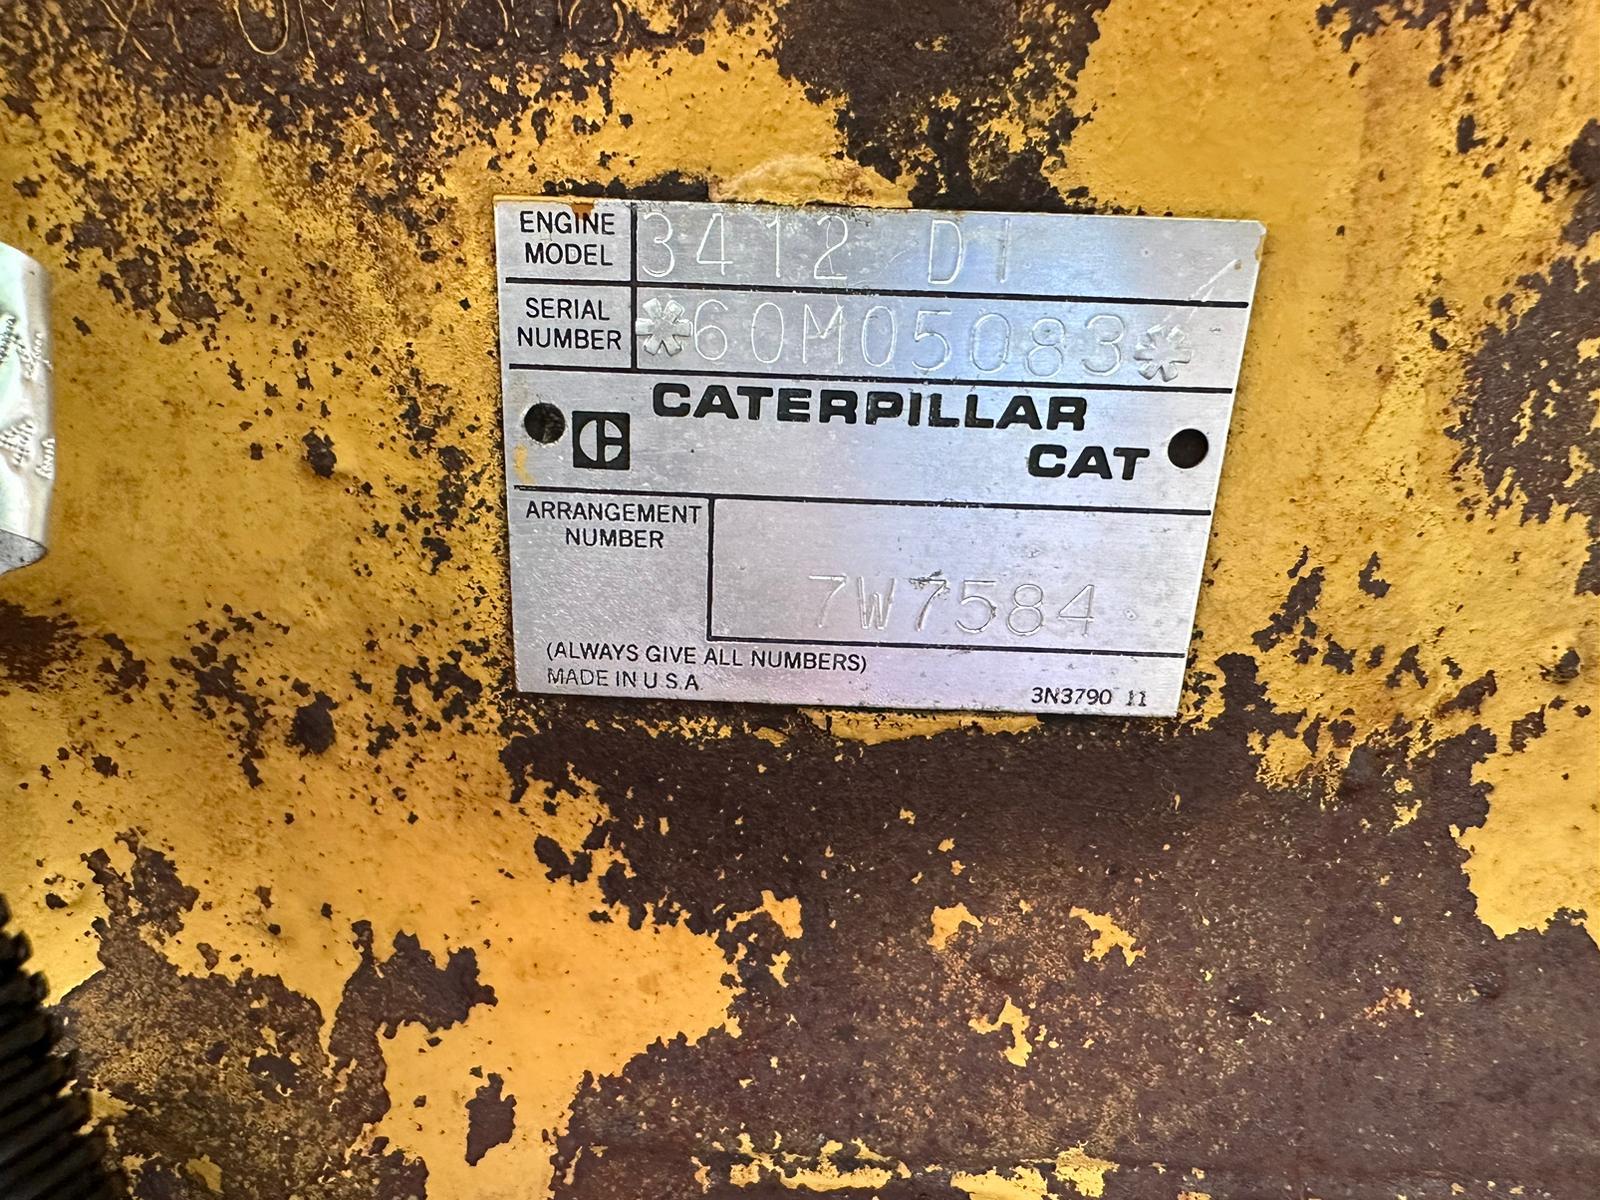 ENGINE MODEL 3412 DI
SERIAL NUMBER *60M05083*
CATERPILLAR
CAT
ARRANGEMENT NUMBER 7W7584
(ALWAYS GIVE ALL NUMBERS)
MADE IN U.S.A.
3N3790 11